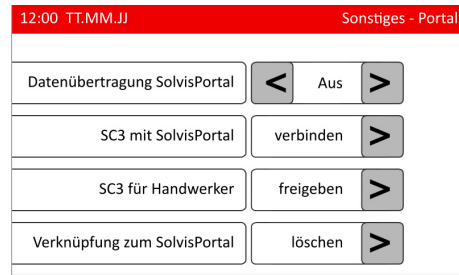 12:00 TT.MM.JJ Sonstiges - Portal
Datenübertragung SolvisPortal < Aus >
SC3 mit SolvisPortal verbinden >
SC3 für Handwerker freigeben >
Verknüpfung zum SolvisPortal löschen >